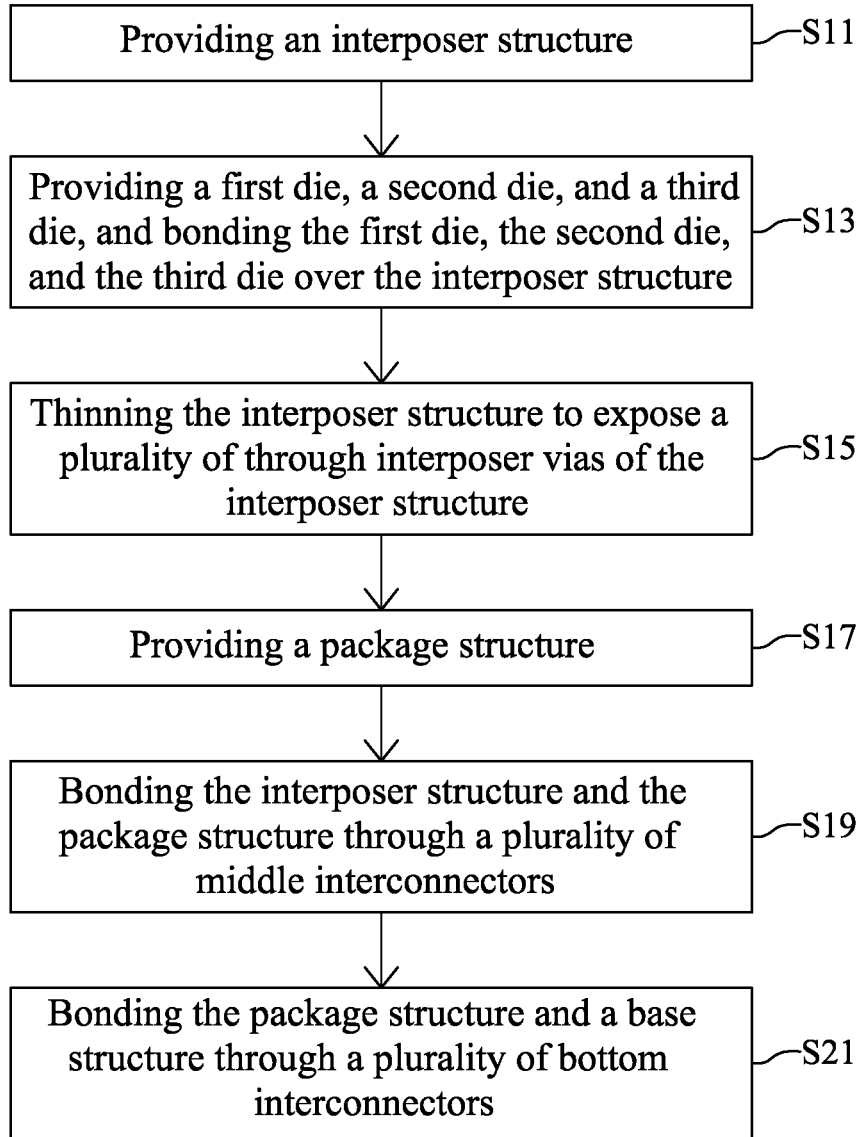 Providing an interposer structure
S11
Providing a first die, a second die, and a third
die, and bonding the first die, the second die,
and the third die over the interposer structure
S13
Thinning the interposer structure to expose a
plurality of through interposer vias of the
interposer structure
S15
Providing a package structure
S17
Bonding the interposer structure and the
package structure through a plurality of
middle interconnectors
S19
Bonding the package structure and a base
structure through a plurality of bottom
interconnectors
S21